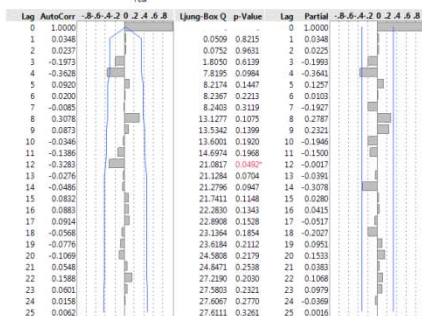 Lag AutoCorr -.8-.6-.4-.2 0 .2 .4 .6 .8 Ljung-Box Q p-Value Lag Partial -.8-.6-.4-.2 0 .2 .4 .6 .8
0 1.0000 . . 0 1.0000
1 0.0348 0.0509 0.8215 1 0.0348
2 0.0237 0.0752 0.9631 2 0.0225
3 -0.1973 1.8050 0.6139 3 -0.1993
4 -0.3628 7.8195 0.0984 4 -0.3641
5 0.0920 8.2174 0.1447 5 0.1257
6 0.0200 8.2367 0.2213 6 0.0103
7 -0.0085 8.2403 0.3119 7 -0.1927
8 0.3078 13.1277 0.1075 8 0.2787
9 0.0873 13.5342 0.1399 9 0.2321
10 -0.0346 13.6001 0.1920 10 -0.1946
11 -0.1386 14.6974 0.1968 11 -0.1500
12 -0.3283 21.0817 0.0492* 12 -0.0017
13 -0.0276 21.1284 0.0704 13 -0.0391
14 -0.0486 21.2796 0.0947 14 -0.3078
15 0.0832 21.7411 0.1148 15 0.0280
16 0.0883 22.2830 0.1343 16 0.0415
17 0.0914 22.8908 0.1528 17 -0.0517
18 -0.0568 23.1364 0.1854 18 -0.2027
19 -0.0776 23.6184 0.2112 19 0.0951
20 -0.1069 24.5808 0.2179 20 0.1533
21 0.0548 24.8471 0.2538 21 0.0383
22 0.1588 27.2190 0.2030 22 0.1068
23 0.0601 27.5803 0.2321 23 0.0979
24 0.0158 27.6067 0.2770 24 -0.0369
25 0.0062 27.6111 0.3261 25 0.0016